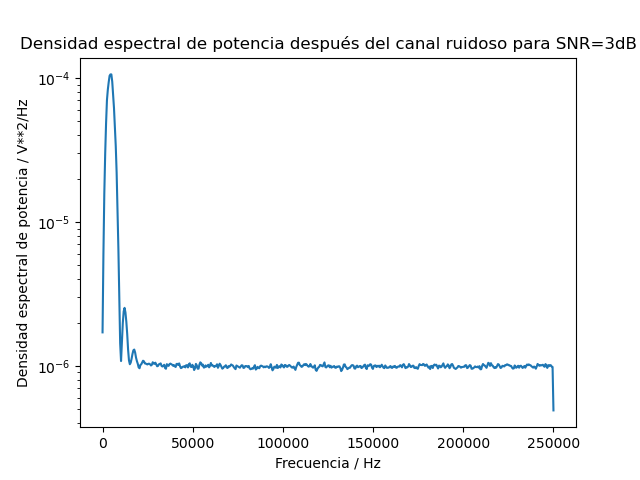 Densidad espectral de potencia después del canal ruidoso para SNR=3dB
10⁻⁴
10⁻⁵
10⁻⁶
Densidad espectral de potencia / V**2/Hz
0 50000 100000 150000 200000 250000
Frecuencia / Hz